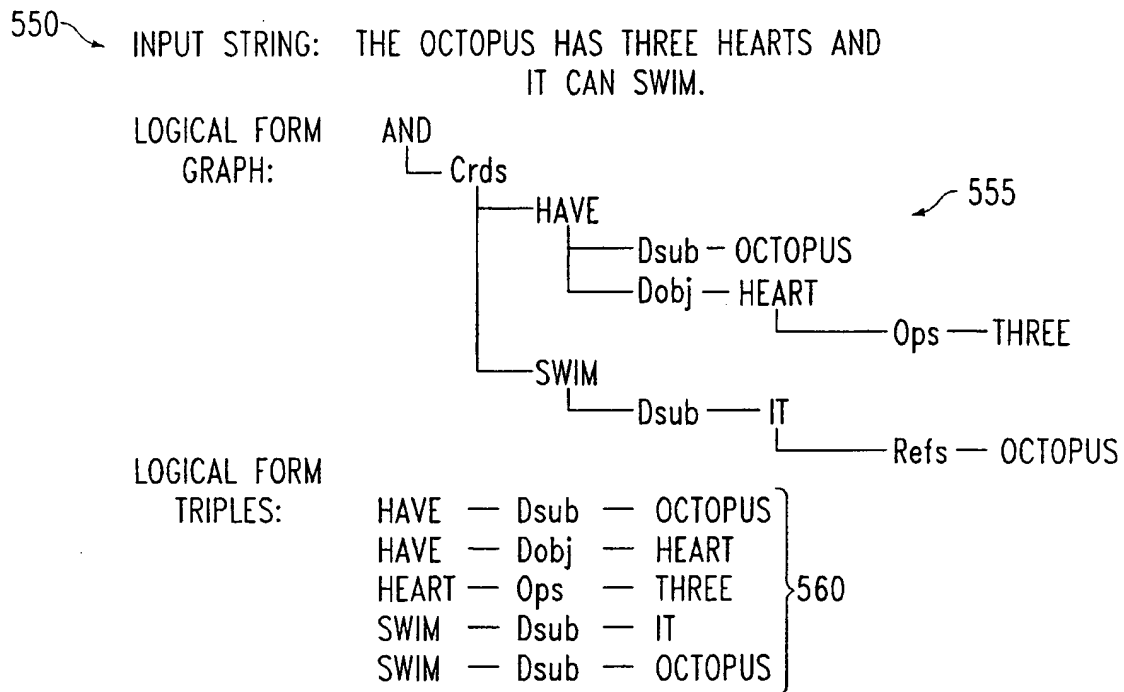 550
INPUT STRING: THE OCTOPUS HAS THREE HEARTS AND
IT CAN SWIM.
LOGICAL FORM GRAPH:
AND
Crds
555
HAVE
Dsub — OCTOPUS
Dobj — HEART
Ops — THREE
SWIM
Dsub — IT
Refs — OCTOPUS
LOGICAL FORM TRIPLES:
HAVE — Dsub — OCTOPUS
HAVE — Dobj — HEART
HEART — Ops — THREE
SWIM — Dsub — IT
SWIM — Dsub — OCTOPUS
560